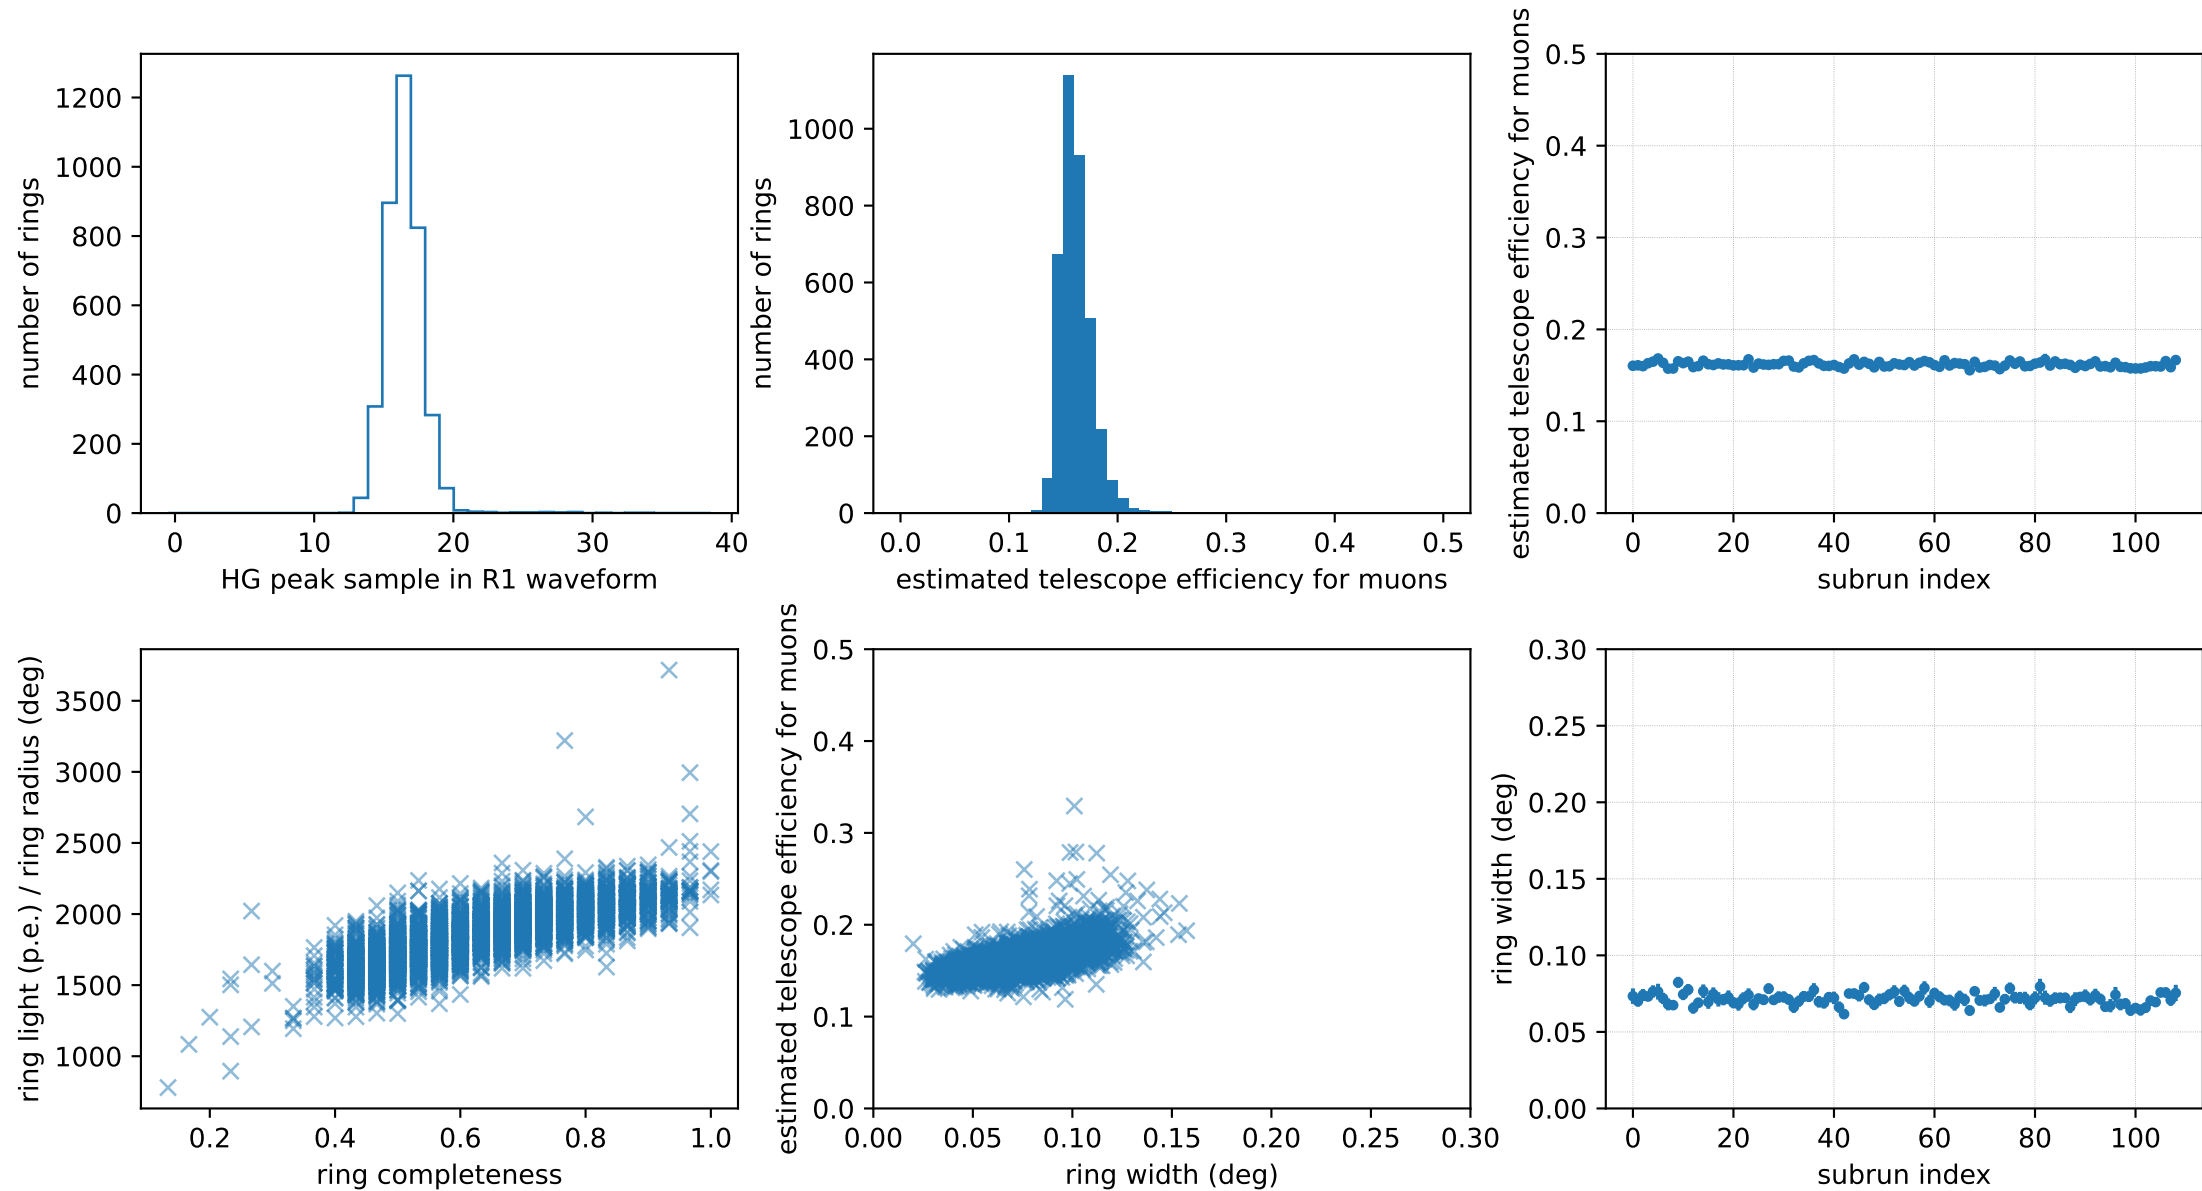 number of rings
1200
1000
800
600
400
200
0
0 10 20 30 40
HG peak sample in R1 waveform
number of rings
1000
800
600
400
200
0
0.0 0.1 0.2 0.3 0.4 0.5
estimated telescope efficiency for muons
estimated telescope efficiency for muons
0.5
0.4
0.3
0.2
0.1
0.0
0 20 40 60 80 100
subrun index
ring light (p.e.) / ring radius (deg)
3500
3000
2500
2000
1500
1000
0.2 0.4 0.6 0.8 1.0
ring completeness
estimated telescope efficiency for muons
0.5
0.4
0.3
0.2
0.1
0.0
0.00 0.05 0.10 0.15 0.20 0.25 0.30
ring width (deg)
ring width (deg)
0.30
0.25
0.20
0.15
0.10
0.05
0.00
0 20 40 60 80 100
subrun index